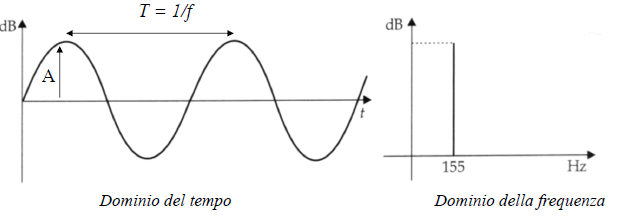 T = 1/f
dB
A
t
Dominio del tempo
dB
155
Hz
Dominio della frequenza